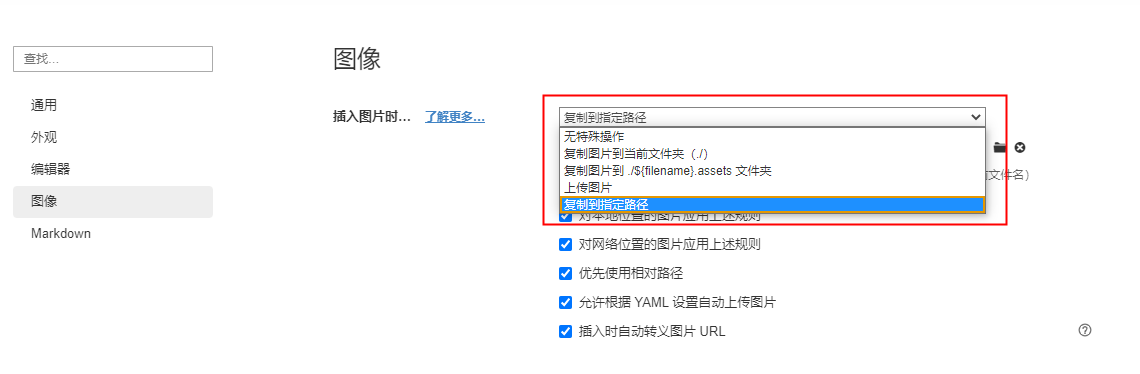 查找...
通用
外观
编辑器
图像
Markdown
图像
插入图片时... 了解更多...
复制到指定路径
无特殊操作
复制图片到当前文件夹（./）
复制图片到 ./${filename}.assets 文件夹
上传图片
复制到指定路径
文件名）
对本地位置的图片应用上述规则
对网络位置的图片应用上述规则
优先使用相对路径
允许根据 YAML 设置自动上传图片
插入时自动转义图片 URL